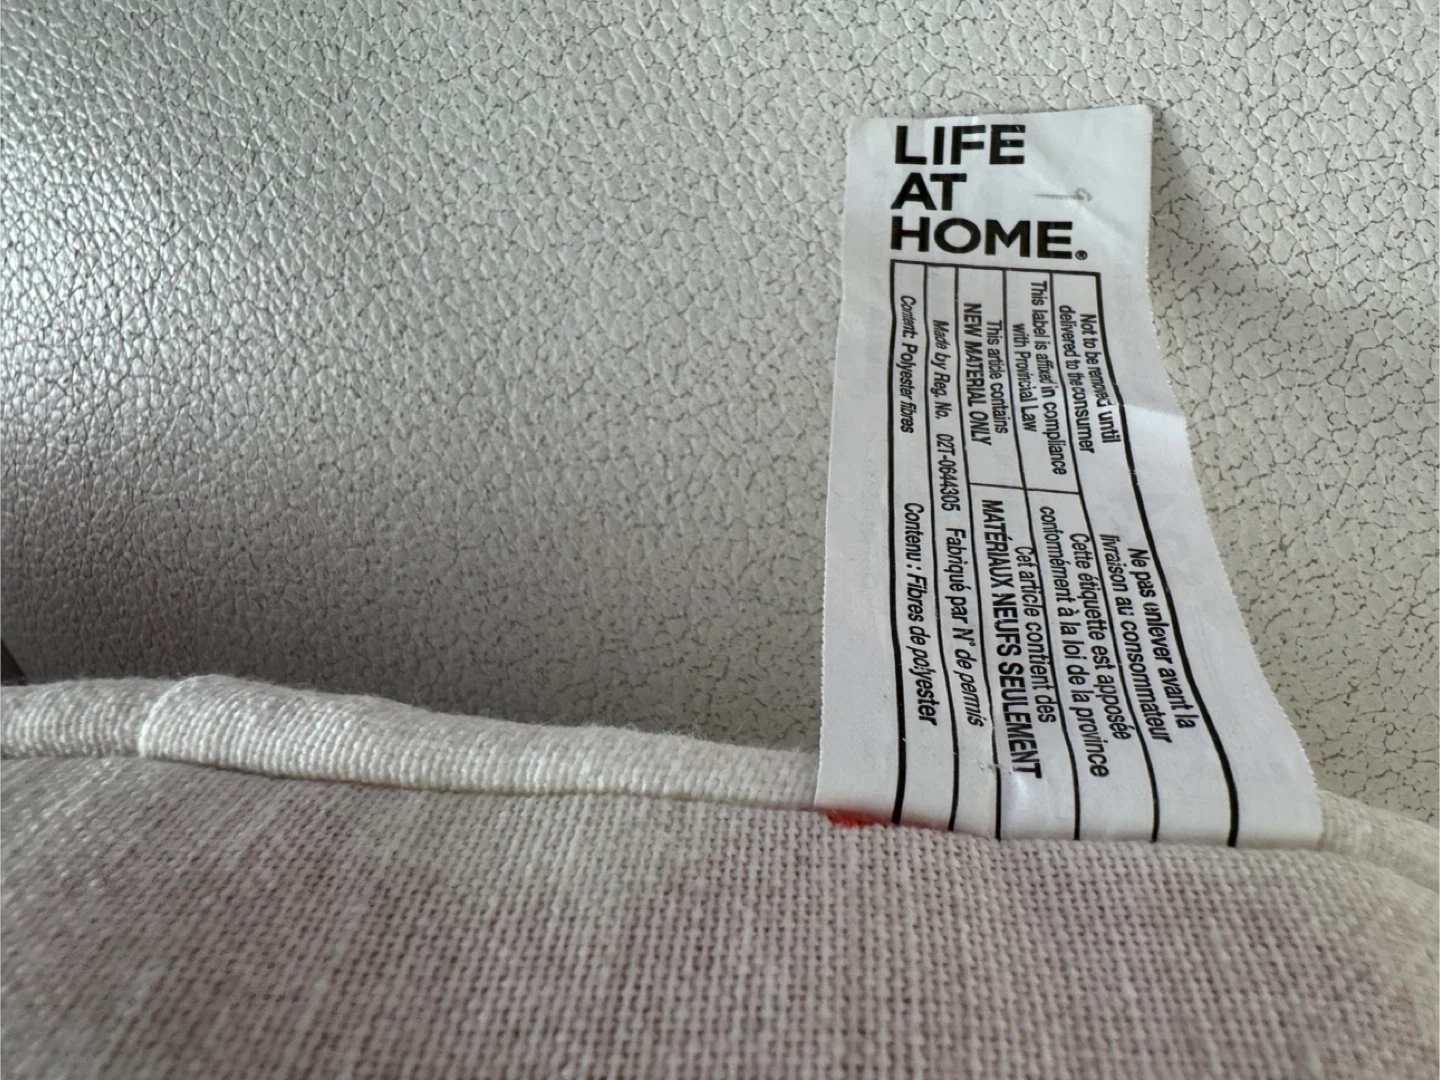 LIFE
AT
HOME®
Not to be removed until
delivered to the consumer
Ne pas enlever avant la
livraison au consommateur
This label is affixed in compliance
with Provincial Law
Cette étiquette est apposée
conformément à la loi de la province
This article contains
NEW MATERIAL ONLY
Cet article contient des
MATÉRIAUX NEUFS SEULEMENT
Made by Reg. No. 02T-0644305 Fabriqué par N° de permis
Content: Polyester fibres
Contenu : Fibres de polyester